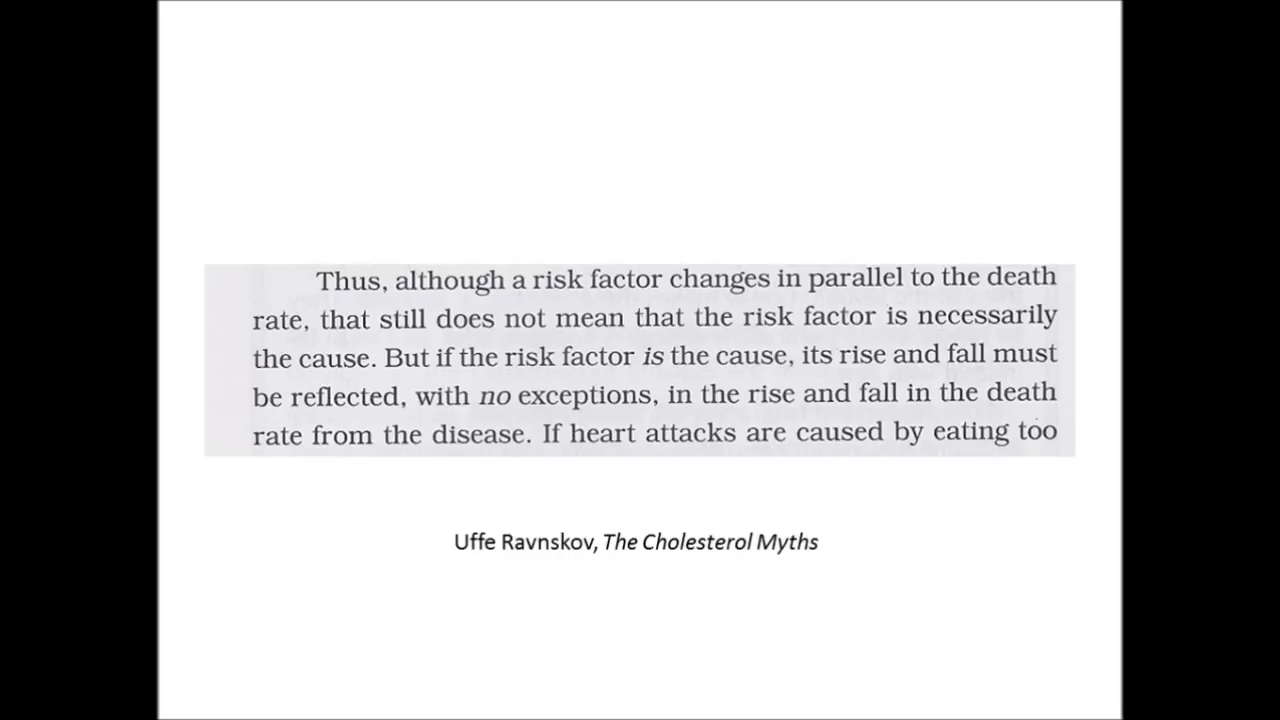 Thus, although a risk factor changes in parallel to the death
rate, that still does not mean that the risk factor is necessarily
the cause. But if the risk factor is the cause, its rise and fall must
be reflected, with no exceptions, in the rise and fall in the death
rate from the disease. If heart attacks are caused by eating too
Uffe Ravnskov, The Cholesterol Myths